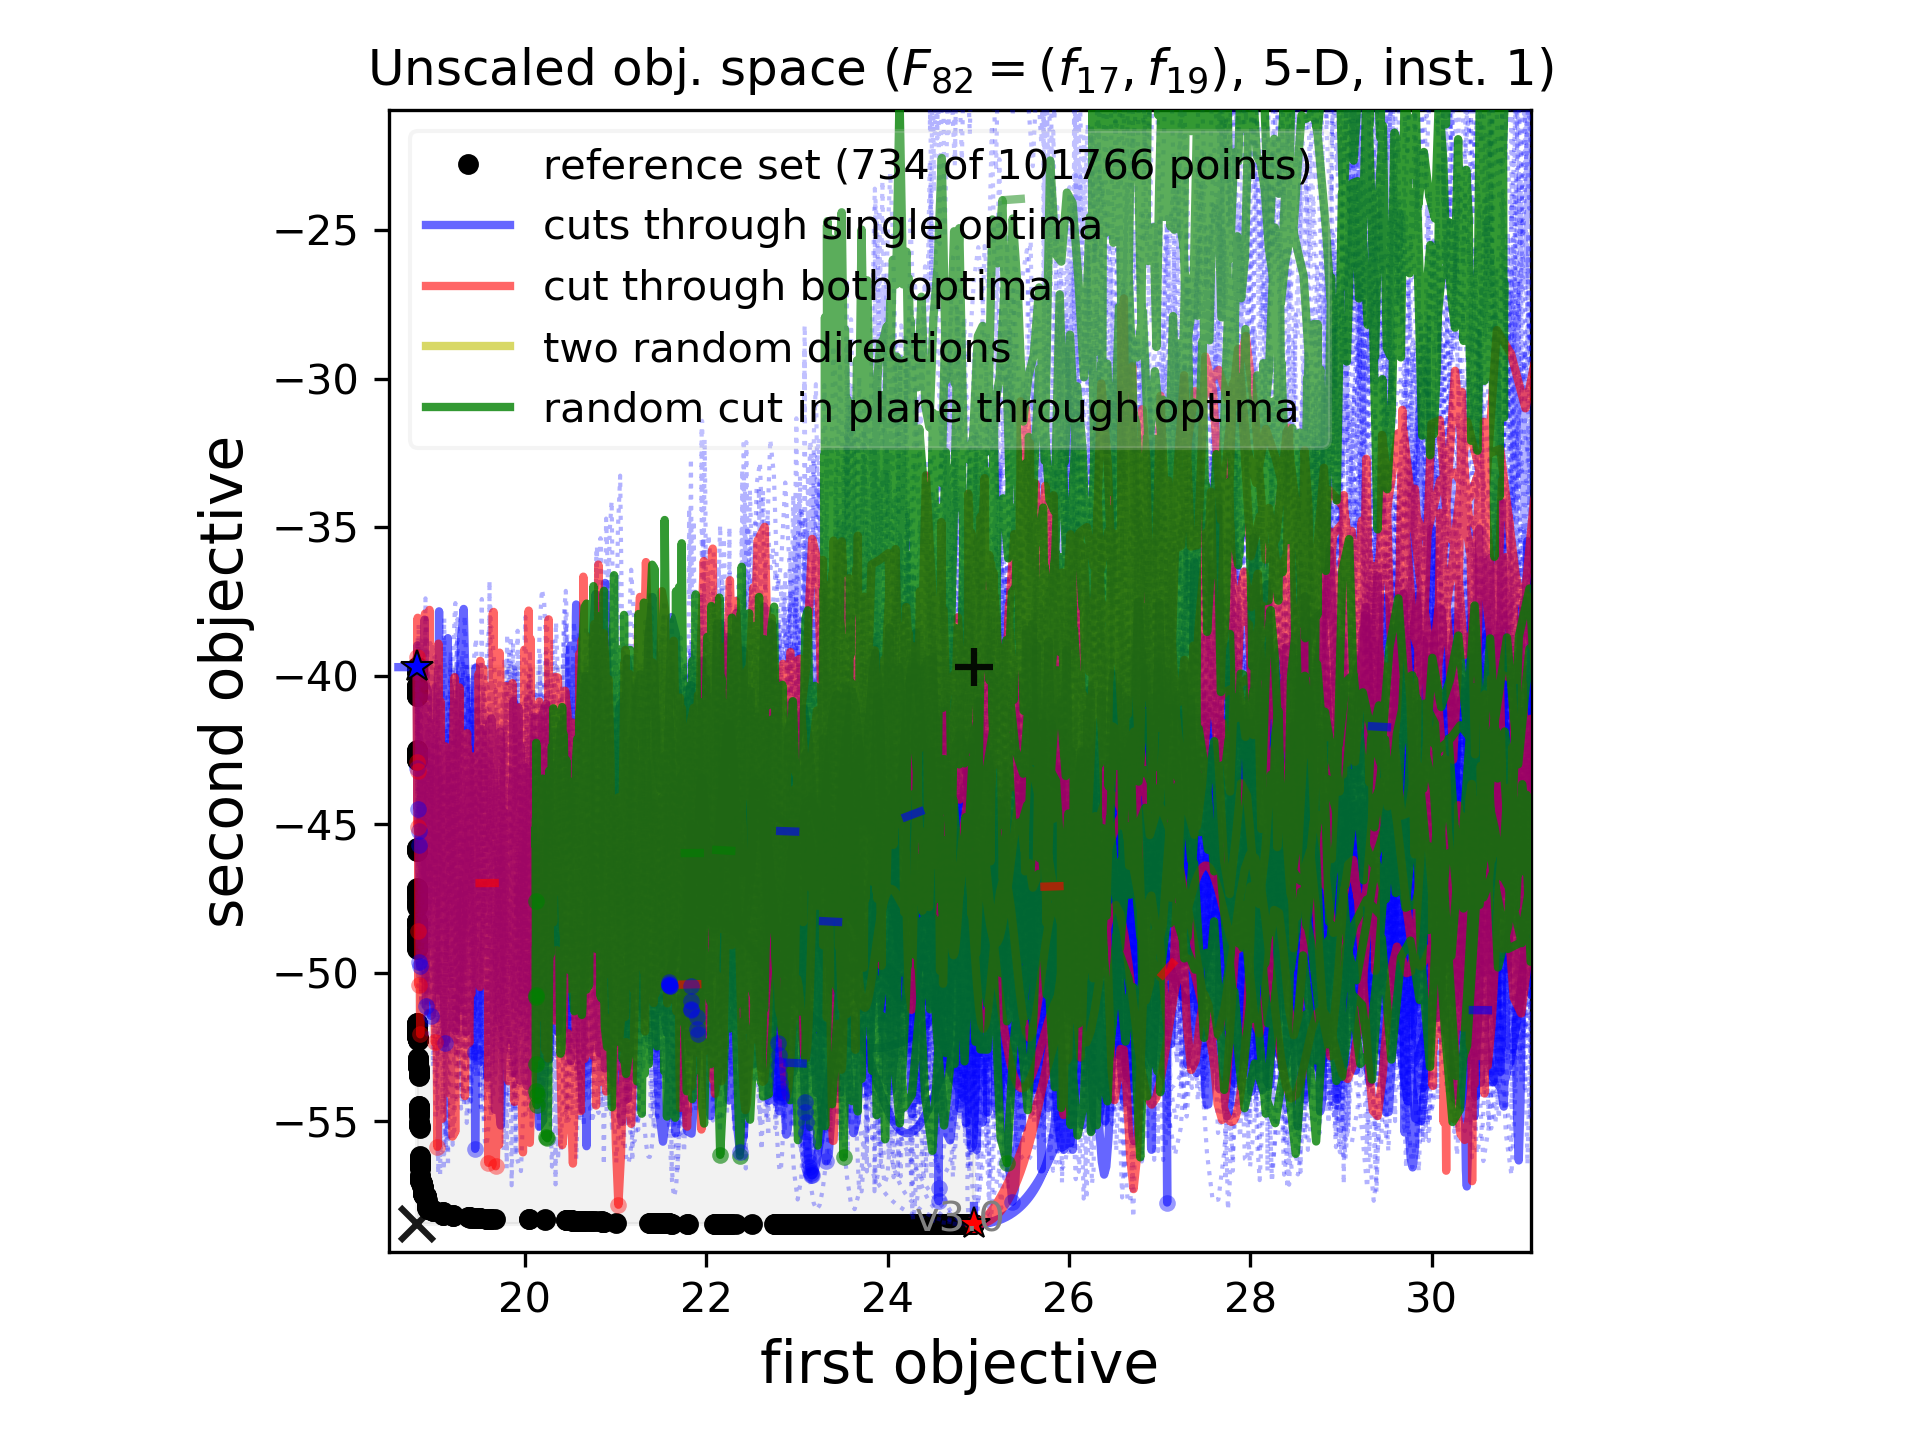 Unscaled obj. space (F82 = (f17, f19), 5-D, inst. 1)
reference set (734 of 101766 points)
cuts through single optima
cut through both optima
two random directions
random cut in plane through optima
second objective
−25
−30
−35
−40
−45
−50
−55
v3.0
20 22 24 26 28 30
first objective